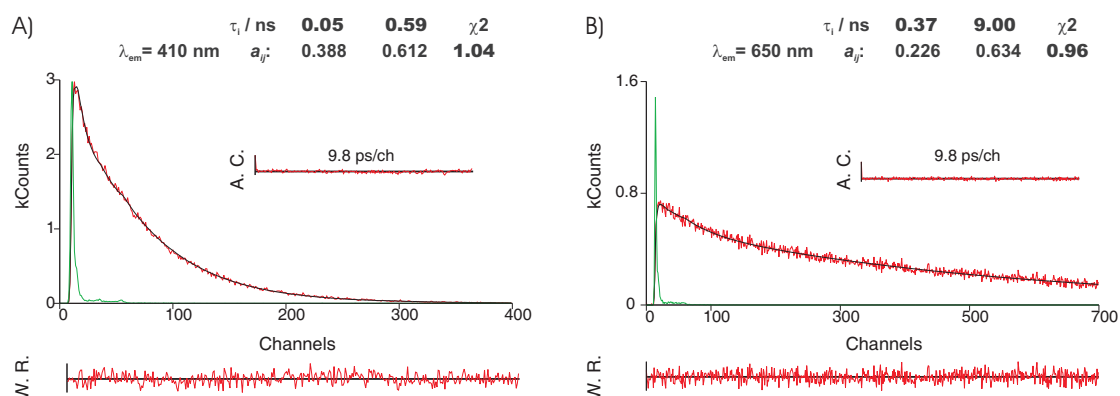 A)
τi / ns 0.05 0.59 χ2
λem= 410 nm aij: 0.388 0.612 1.04
3
2
1
0
kCounts
A. C.
9.8 ps/ch
0 100 200 300 400
Channels
W. R.
B)
τi / ns 0.37 9.00 χ2
λem= 650 nm aij: 0.226 0.634 0.96
1.6
0.8
0
kCounts
A. C.
9.8 ps/ch
0 100 300 500 700
Channels
W. R.